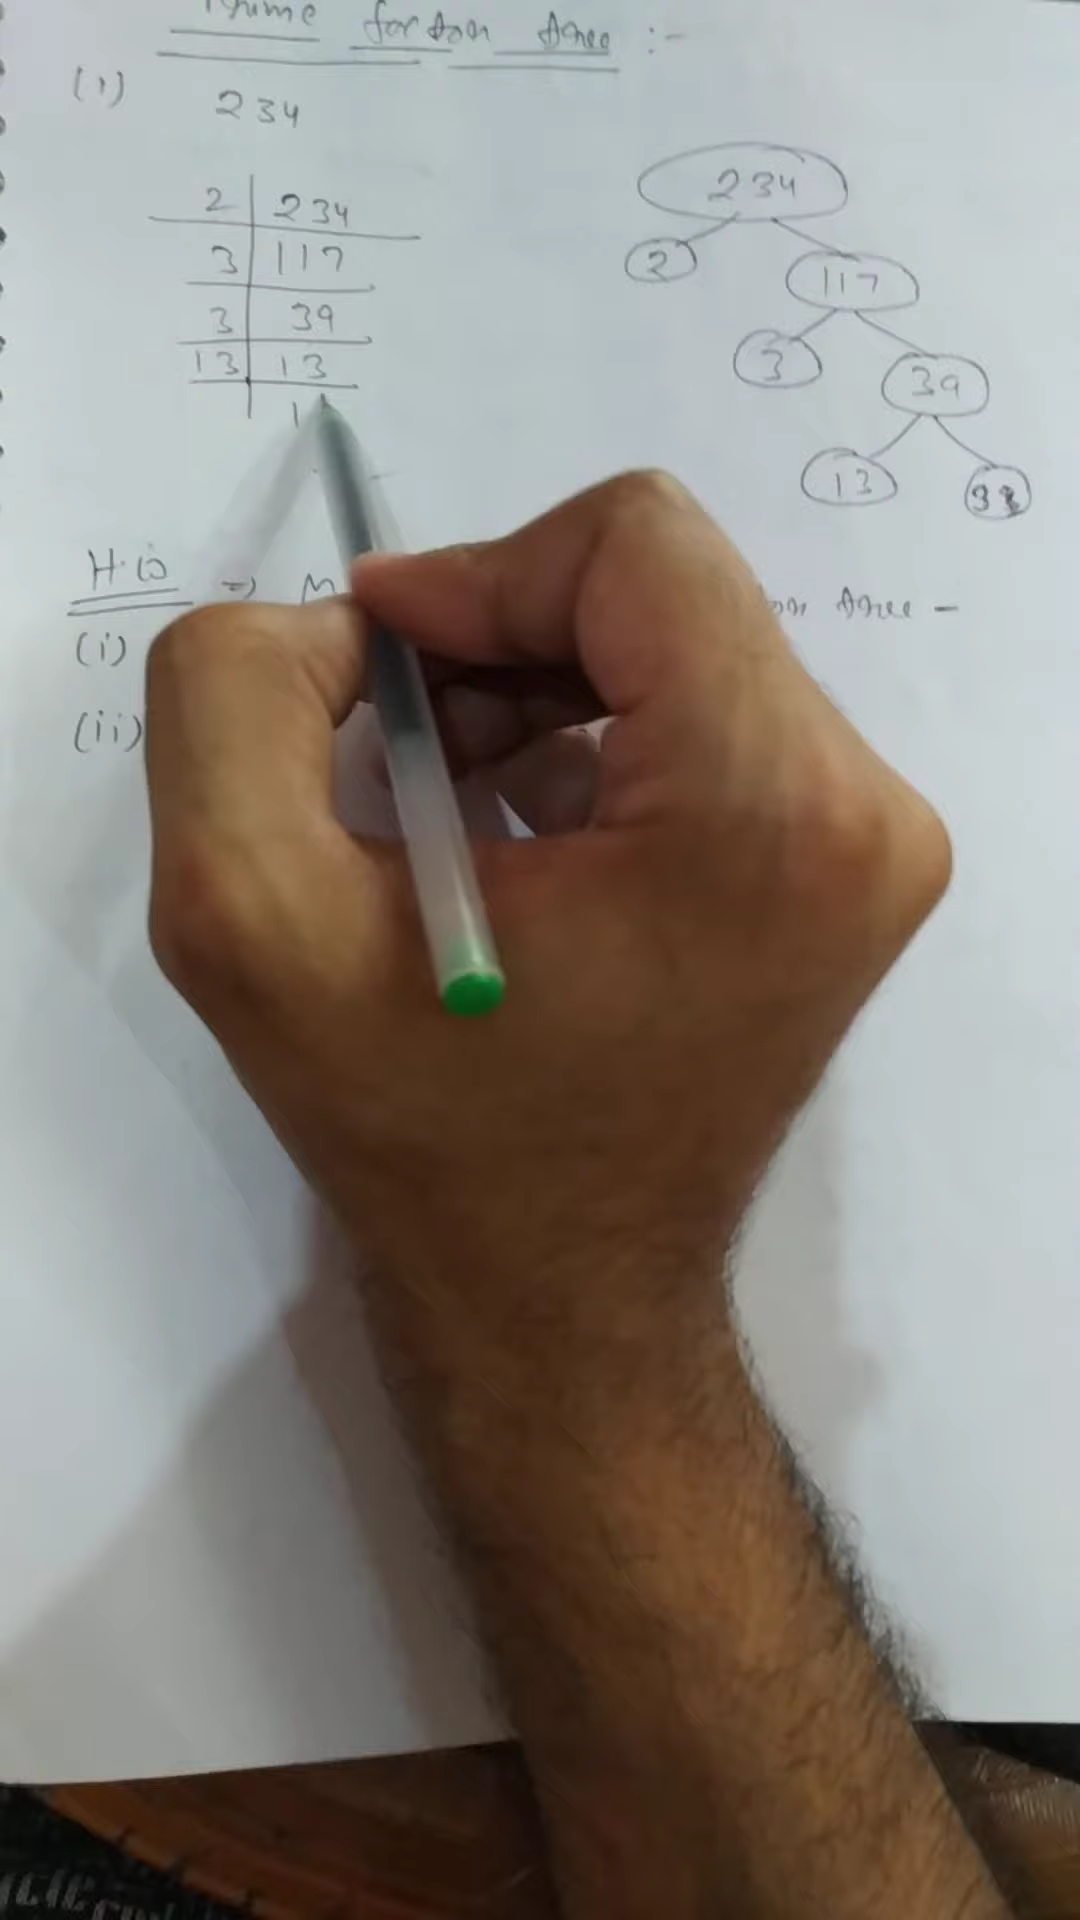 Prime factor tree :-
(1) 234
2 | 234
3 | 117
3 | 39
13 | 13
1
234
2 117
3 39
13 3
H.W => M tree -
(i)
(ii)